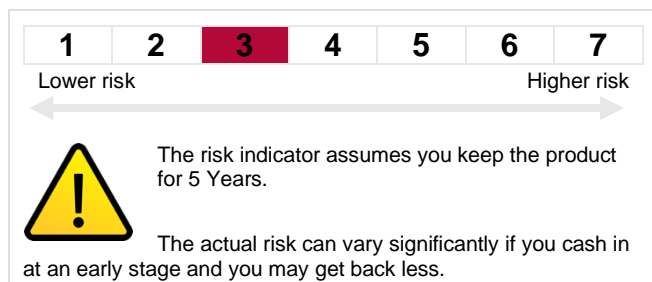 1 2 3 4 5 6 7
Lower risk Higher risk
The risk indicator assumes you keep the product
for 5 Years.
The actual risk can vary significantly if you cash in
at an early stage and you may get back less.